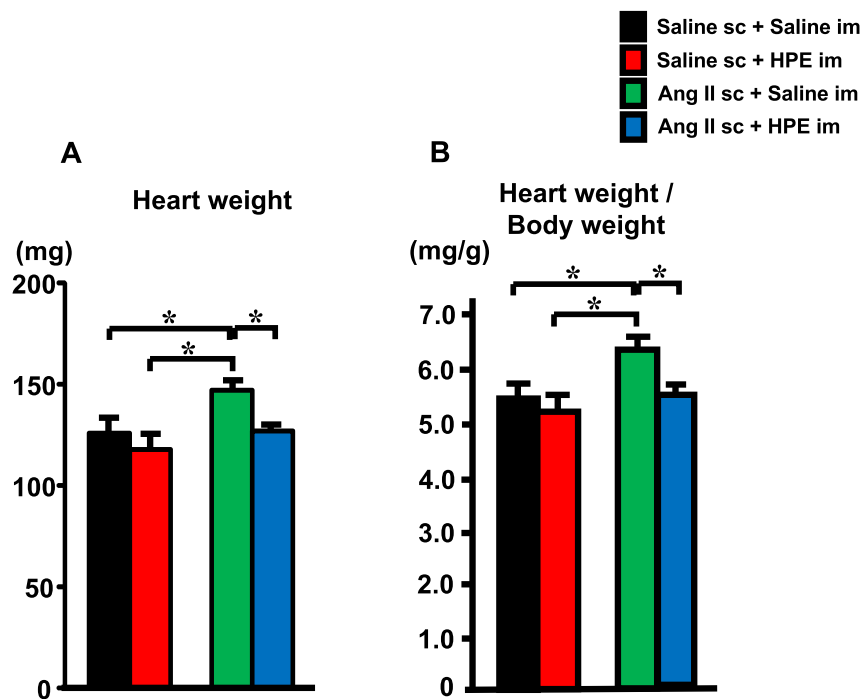 Saline sc + Saline im
Saline sc + HPE im
Ang II sc + Saline im
Ang II sc + HPE im
A
Heart weight
(mg)
200
150
100
50
0
*
*
*
B
Heart weight /
Body weight
(mg/g)
7.0
6.0
5.0
4.0
3.0
2.0
1.0
0
*
*
*